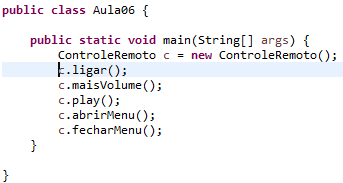 public class Aula06 {
public static void main(String[] args) {
ControleRemoto c = new ControleRemoto();
c.ligar();
c.maisVolume();
c.play();
c.abrirMenu();
c.fecharMenu();
}
}